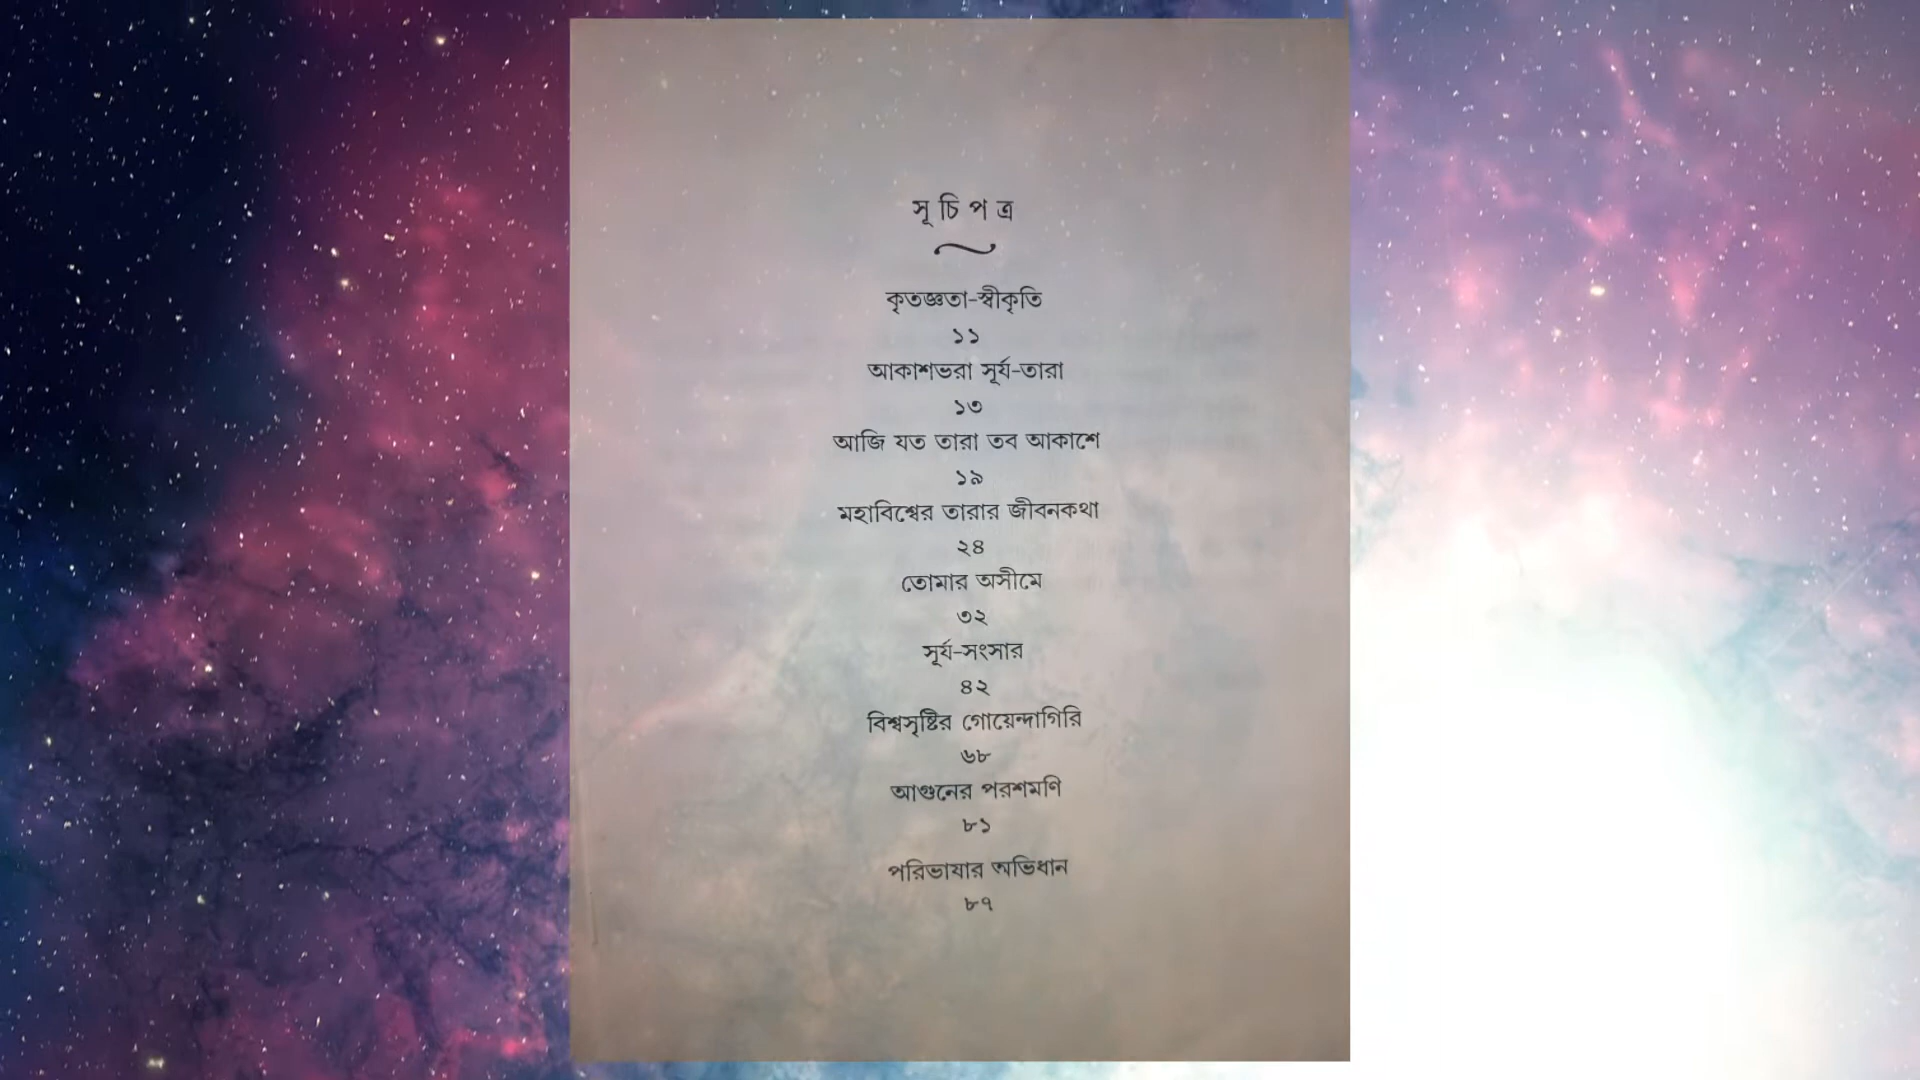 সূ চি প ত্র
কৃতজ্ঞতা-স্বীকৃতি
১১
আকাশভরা সূর্য-তারা
১৩
আজি যত তারা তব আকাশে
১৯
মহাবিশ্বের তারার জীবনকথা
২৪
তোমার অসীমে
৩২
সূর্য-সংসার
৪২
বিশ্বসৃষ্টির গোয়েন্দাগিরি
৬৮
আগুনের পরশমণি
৮১
পরিভাষার অভিধান
৮৭